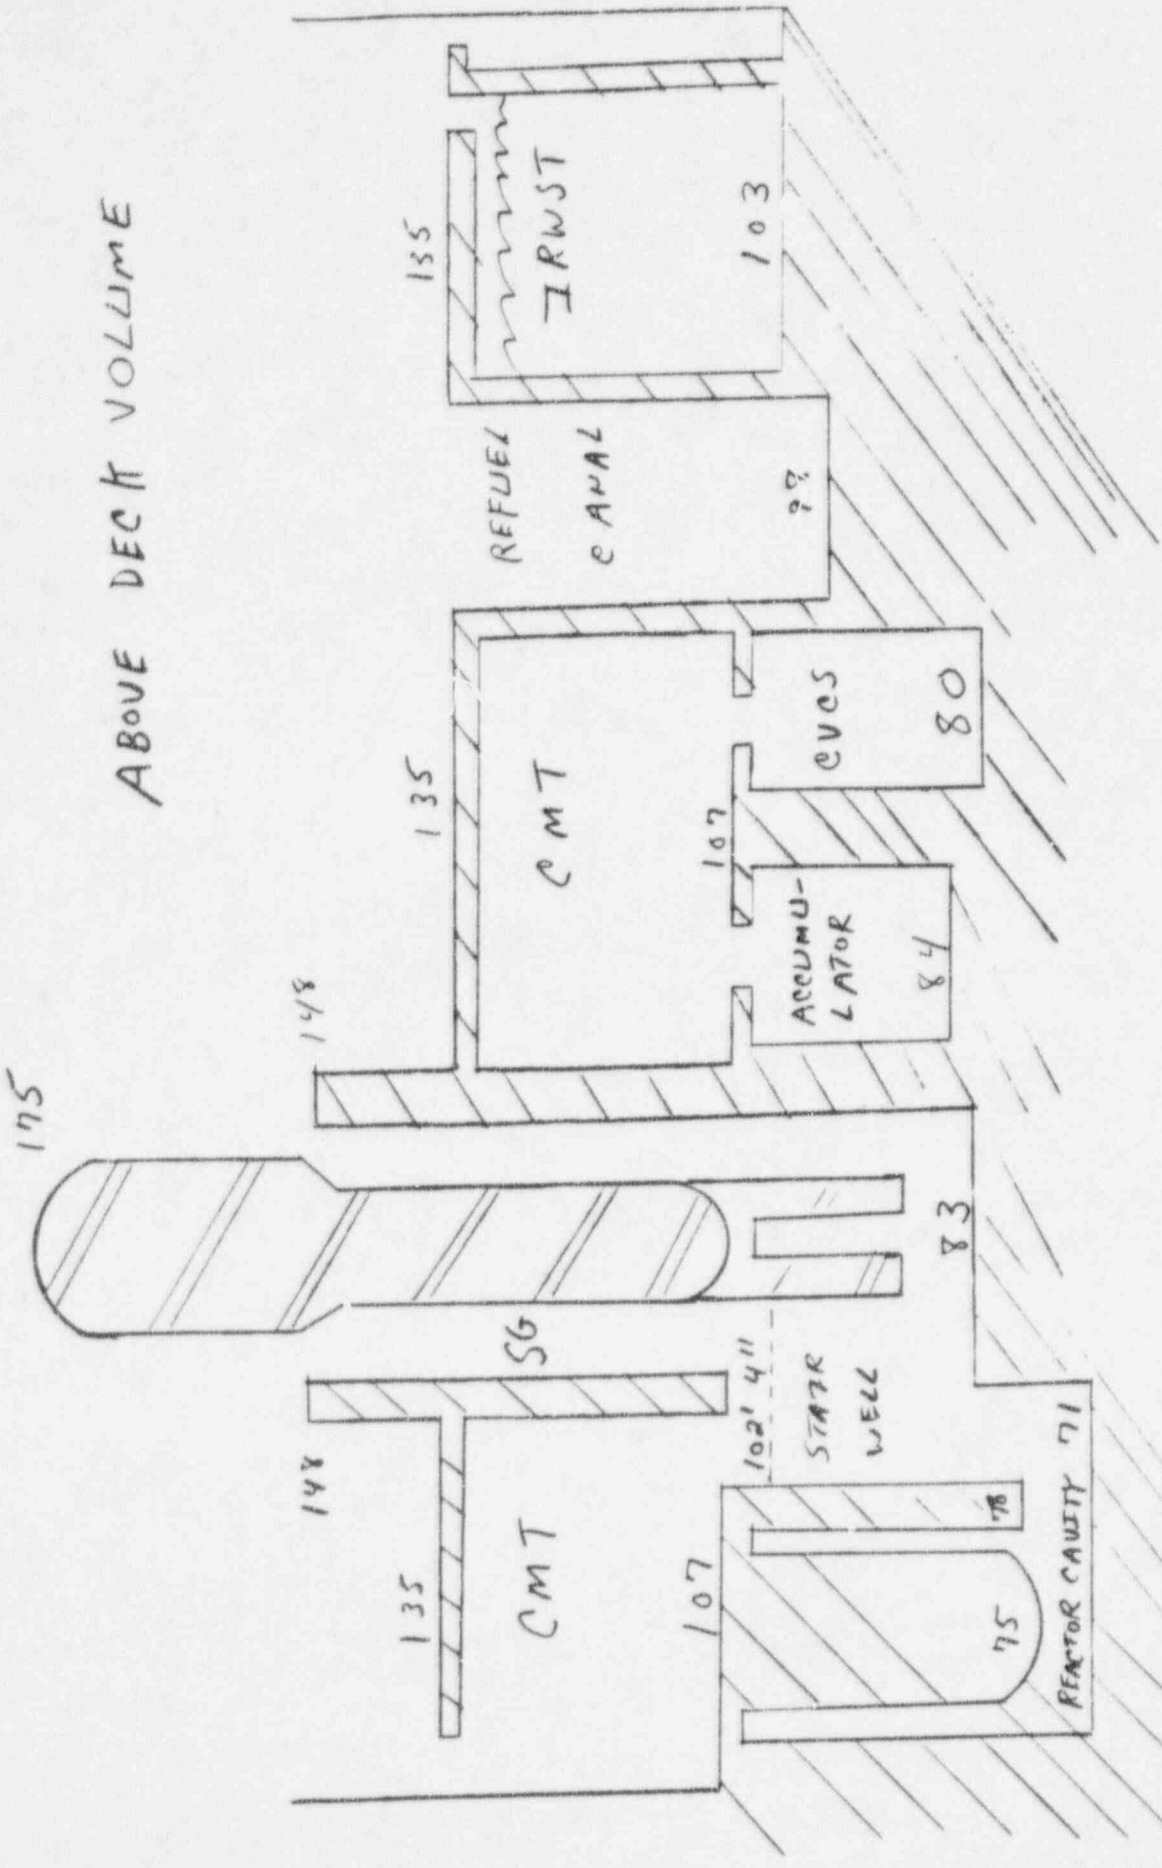 175
ABOVE DECK VOLUME
148
148
135
135
135
CMT
SG
CMT
REFUEL
CANAL
IRWST
107
107
103
102' 4"
STAIR
WELL
ACCUMU-
LATOR
CVCS
75
78
83
84
80
REACTOR CAVITY 71